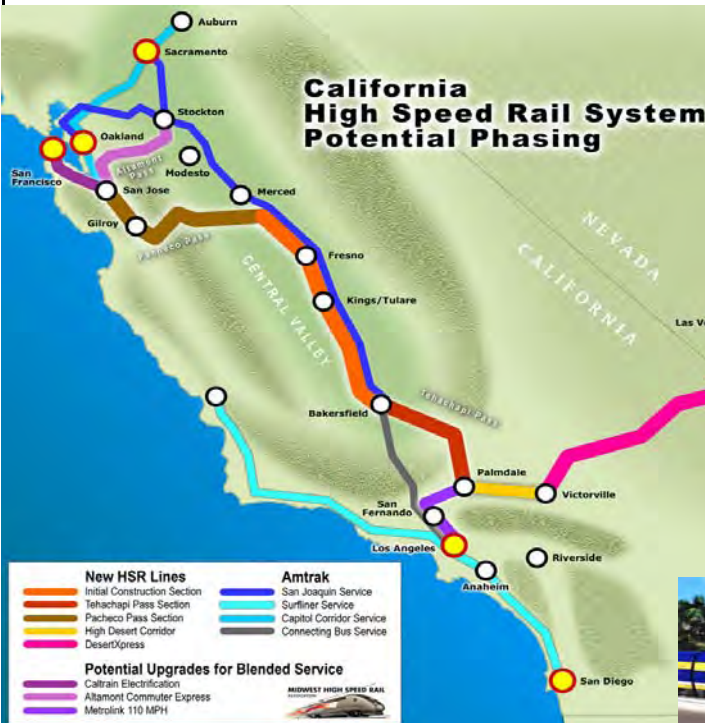 California
High Speed Rail System
Potential Phasing
Auburn
Sacramento
Stockton
Oakland
Altamont
Pass
Modesto
San
Francisco
San Jose
Merced
Gilroy
Pacheco Pass
Fresno
CENTRAL VALLEY
Kings/Tulare
NEVADA
CALIFORNIA
Las Ve
Tehachapi Pass
Bakersfield
Palmdale
Victorville
San
Fernando
Los Angeles
Riverside
Anaheim
San Diego
New HSR Lines
Initial Construction Section
Tehachapi Pass Section
Pacheco Pass Section
High Desert Corridor
DesertXpress
Amtrak
San Joaquin Service
Surfliner Service
Capitol Corridor Service
Connecting Bus Service
Potential Upgrades for Blended Service
Caltrain Electrification
Altamont Commuter Express
Metrolink 110 MPH
MIDWEST HIGH SPEED RAIL
ASSOCIATION